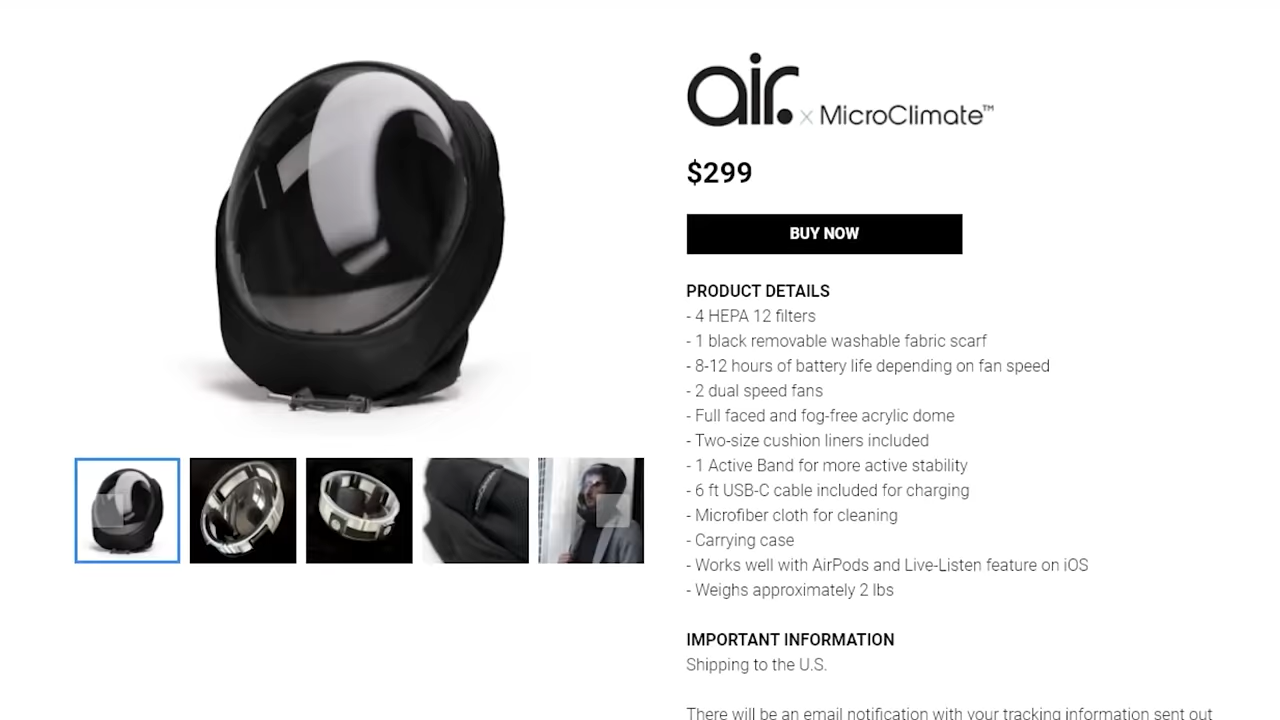 air. x MicroClimate™
$299
BUY NOW
PRODUCT DETAILS
- 4 HEPA 12 filters
- 1 black removable washable fabric scarf
- 8-12 hours of battery life depending on fan speed
- 2 dual speed fans
- Full faced and fog-free acrylic dome
- Two-size cushion liners included
- 1 Active Band for more active stability
- 6 ft USB-C cable included for charging
- Microfiber cloth for cleaning
- Carrying case
- Works well with AirPods and Live-Listen feature on iOS
- Weighs approximately 2 lbs
IMPORTANT INFORMATION
Shipping to the U.S.
There will be an email notification with your tracking information sent out